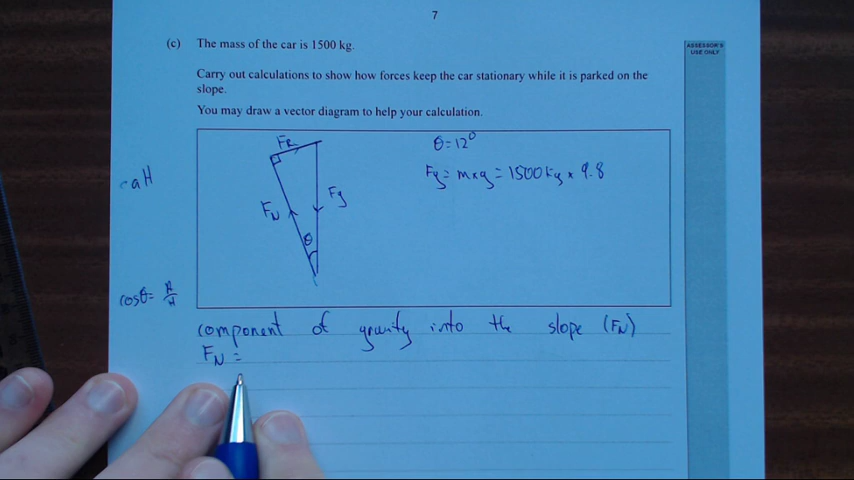 7
ASSESSOR'S
USE ONLY
(c) The mass of the car is 1500 kg.
Carry out calculations to show how forces keep the car stationary while it is parked on the
slope.
You may draw a vector diagram to help your calculation.
FR
θ=12°
Fg = m×g = 1500 kg × 9.8
caH
Fg
FN
θ
cosθ= A/H
component of gravity into the slope (FN)
FN =